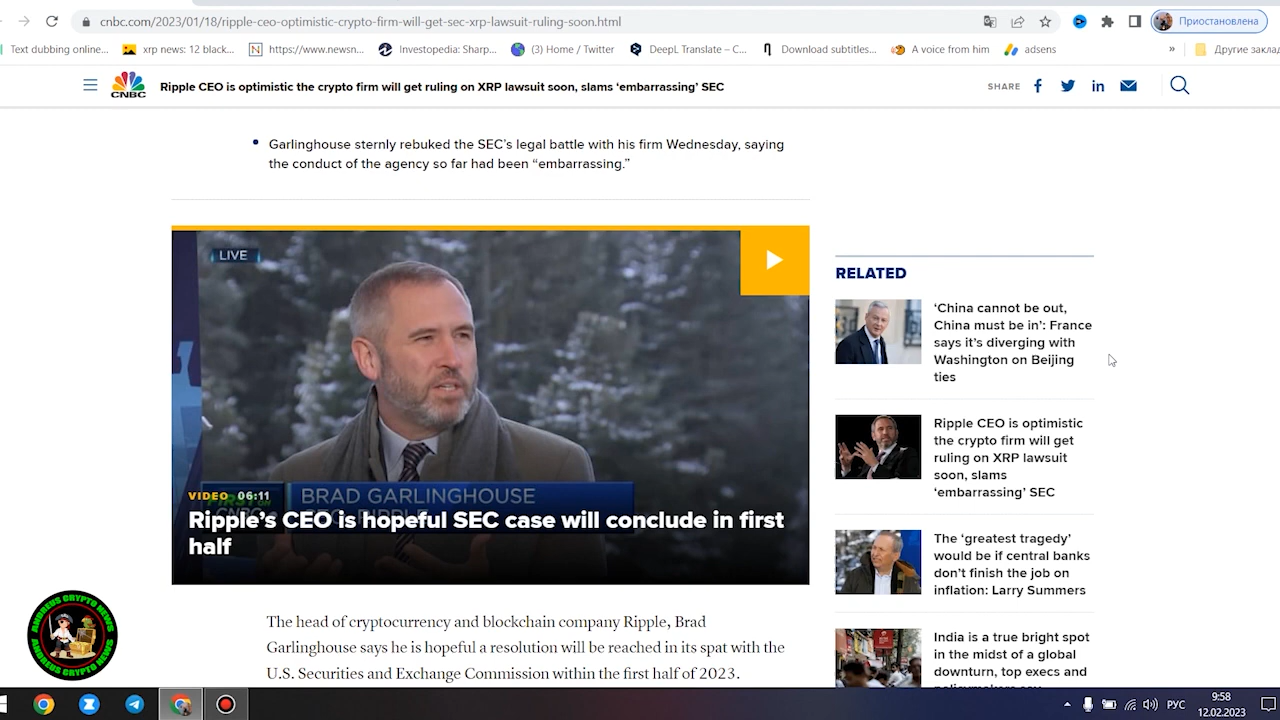 cnbc.com/2023/01/18/ripple-ceo-optimistic-crypto-firm-will-get-sec-xrp-lawsuit-ruling-soon.html
Приостановлена
Text dubbing online...
xrp news: 12 black...
https://www.newsn...
Investopedia: Sharp...
(3) Home / Twitter
DeepL Translate – C...
Download subtitles...
A voice from him
adsens
»
Другие закла
CNBC
Ripple CEO is optimistic the crypto firm will get ruling on XRP lawsuit soon, slams ‘embarrassing’ SEC
SHARE
Garlinghouse sternly rebuked the SEC’s legal battle with his firm Wednesday, saying
the conduct of the agency so far had been “embarrassing.”
LIVE
BRAD GARLINGHOUSE
VIDEO 06:11
Ripple’s CEO is hopeful SEC case will conclude in first
half
The head of cryptocurrency and blockchain company Ripple, Brad
Garlinghouse says he is hopeful a resolution will be reached in its spat with the
U.S. Securities and Exchange Commission within the first half of 2023.
RELATED
‘China cannot be out,
China must be in’: France
says it’s diverging with
Washington on Beijing
ties
Ripple CEO is optimistic
the crypto firm will get
ruling on XRP lawsuit
soon, slams
‘embarrassing’ SEC
The ‘greatest tragedy’
would be if central banks
don’t finish the job on
inflation: Larry Summers
India is a true bright spot
in the midst of a global
downturn, top execs and
ANDREUS CRYPTO NEWS
ANDREUS CRYPTO NEWS
РУС
9:58
12.02.2023